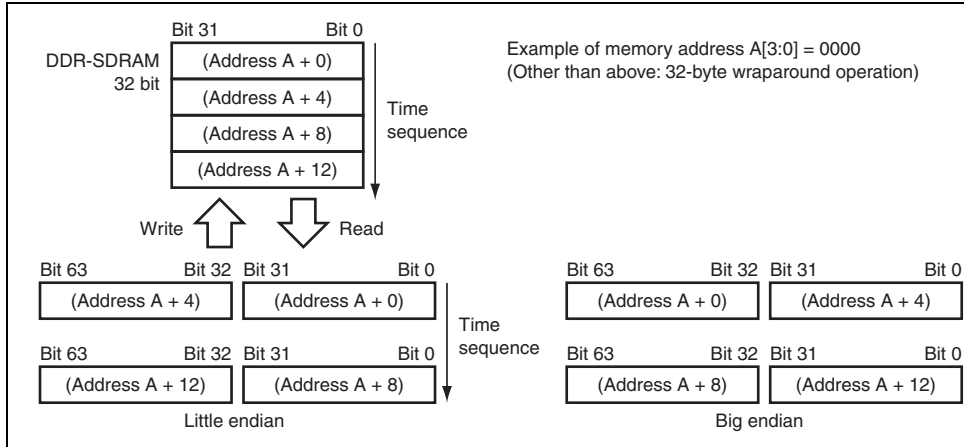 Bit 31 Bit 0
DDR-SDRAM
32 bit
(Address A + 0)
(Address A + 4)
(Address A + 8)
(Address A + 12)
Time
sequence
Example of memory address A[3:0] = 0000
(Other than above: 32-byte wraparound operation)
Write Read
Bit 63 Bit 32 Bit 31 Bit 0
(Address A + 4) (Address A + 0)
Bit 63 Bit 32 Bit 31 Bit 0
(Address A + 12) (Address A + 8)
Time
sequence
Little endian
Bit 63 Bit 32 Bit 31 Bit 0
(Address A + 0) (Address A + 4)
Bit 63 Bit 32 Bit 31 Bit 0
(Address A + 8) (Address A + 12)
Big endian